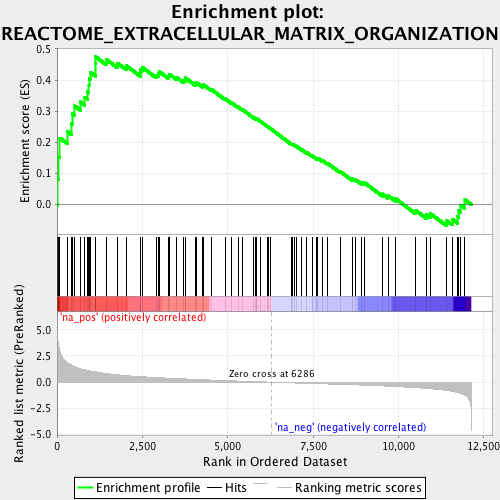 Enrichment plot:
REACTOME_EXTRACELLULAR_MATRIX_ORGANIZATION
Enrichment score (ES)
0.5
0.4
0.3
0.2
0.1
0.0
'na_pos' (positively correlated)
Ranked list metric (PreRanked)
5.0
2.5
0.0
-2.5
-5.0
Zero cross at 6286
'na_neg' (negatively correlated)
0
2,500
5,000
7,500
10,000
12,500
Rank in Ordered Dataset
Enrichment profile
Hits
Ranking metric scores